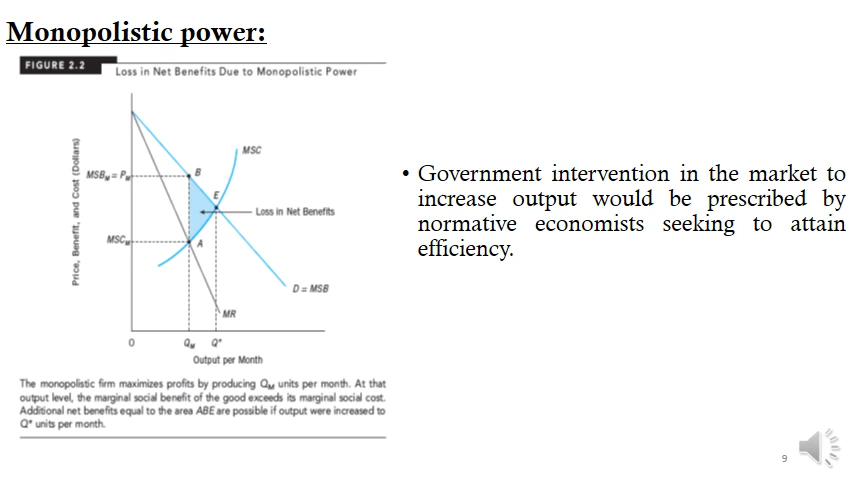 Monopolistic power:
FIGURE 2.2
Loss in Net Benefits Due to Monopolistic Power
Price, Benefit, and Cost (Dollars)
MSC
MSB_M = P_M
B
E
Loss in Net Benefits
MSC_M
A
D = MSB
MR
0
Q_M
Q*
Output per Month
The monopolistic firm maximizes profits by producing Q_M units per month. At that
output level, the marginal social benefit of the good exceeds its marginal social cost.
Additional net benefits equal to the area ABE are possible if output were increased to
Q* units per month.
• Government intervention in the market to
increase output would be prescribed by
normative economists seeking to attain
efficiency.
9